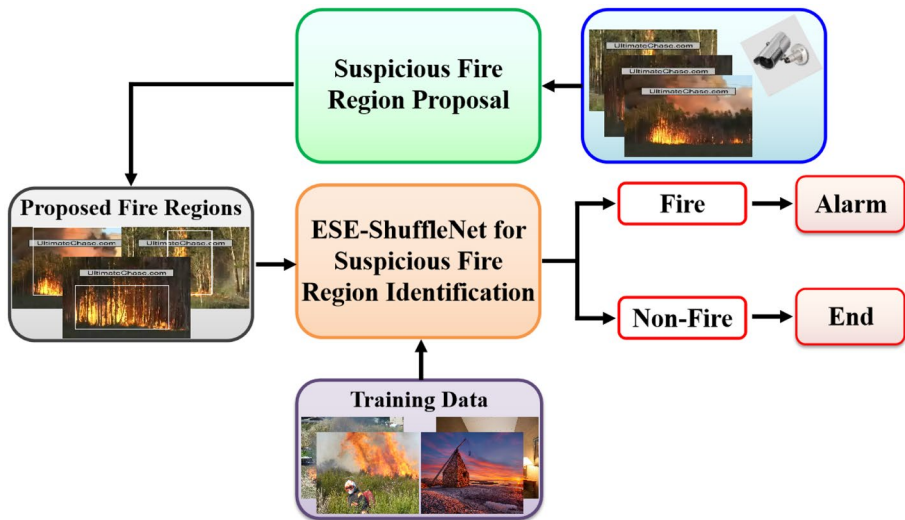 Suspicious Fire
Region Proposal
UltimateChase.com
UltimateChase.com
UltimateChase.com
Proposed Fire Regions
UltimateChase.com
UltimateChase.com
UltimateChase.com
ESE-ShuffleNet for
Suspicious Fire
Region Identification
Fire
Alarm
Non-Fire
End
Training Data